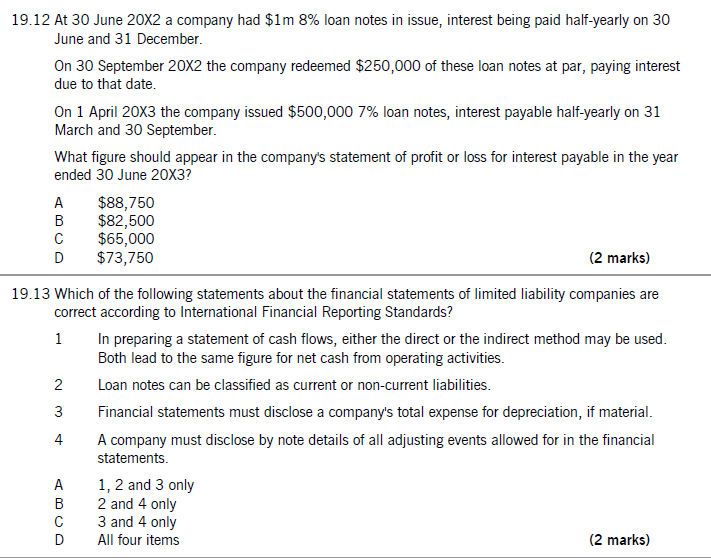 19.12 At 30 June 20X2 a company had $1m 8% loan notes in issue, interest being paid half-yearly on 30
June and 31 December.
On 30 September 20X2 the company redeemed $250,000 of these loan notes at par, paying interest
due to that date.
On 1 April 20X3 the company issued $500,000 7% loan notes, interest payable half-yearly on 31
March and 30 September.
What figure should appear in the company's statement of profit or loss for interest payable in the year
ended 30 June 20X3?
A $88,750
B $82,500
C $65,000
D $73,750 (2 marks)
19.13 Which of the following statements about the financial statements of limited liability companies are
correct according to International Financial Reporting Standards?
1 In preparing a statement of cash flows, either the direct or the indirect method may be used.
Both lead to the same figure for net cash from operating activities.
2 Loan notes can be classified as current or non-current liabilities.
3 Financial statements must disclose a company's total expense for depreciation, if material.
4 A company must disclose by note details of all adjusting events allowed for in the financial
statements.
A 1, 2 and 3 only
B 2 and 4 only
C 3 and 4 only
D All four items (2 marks)